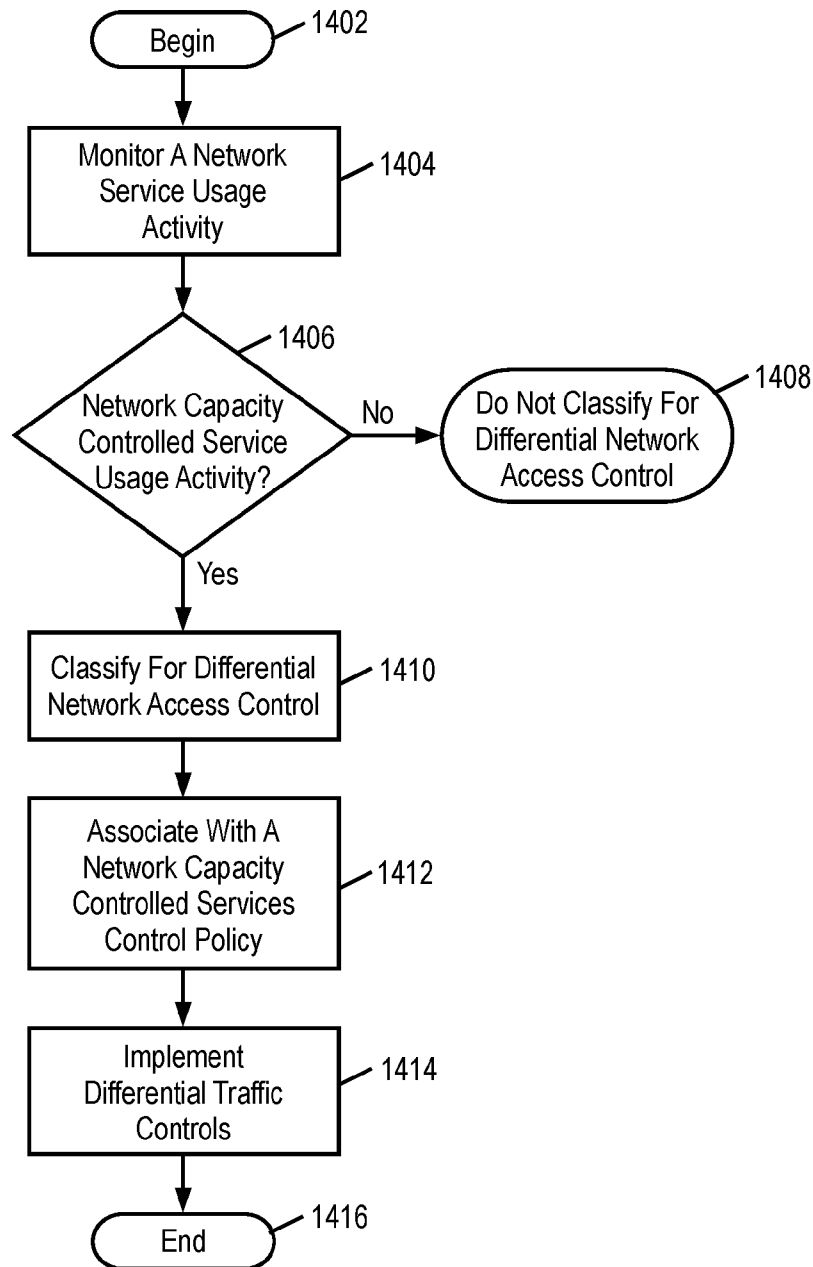 Begin
1402
Monitor A Network
Service Usage
Activity
1404
1406
Network Capacity
Controlled Service
Usage Activity?
No
Do Not Classify For
Differential Network
Access Control
1408
Yes
Classify For Differential
Network Access Control
1410
Associate With A
Network Capacity
Controlled Services
Control Policy
1412
Implement
Differential Traffic
Controls
1414
End
1416